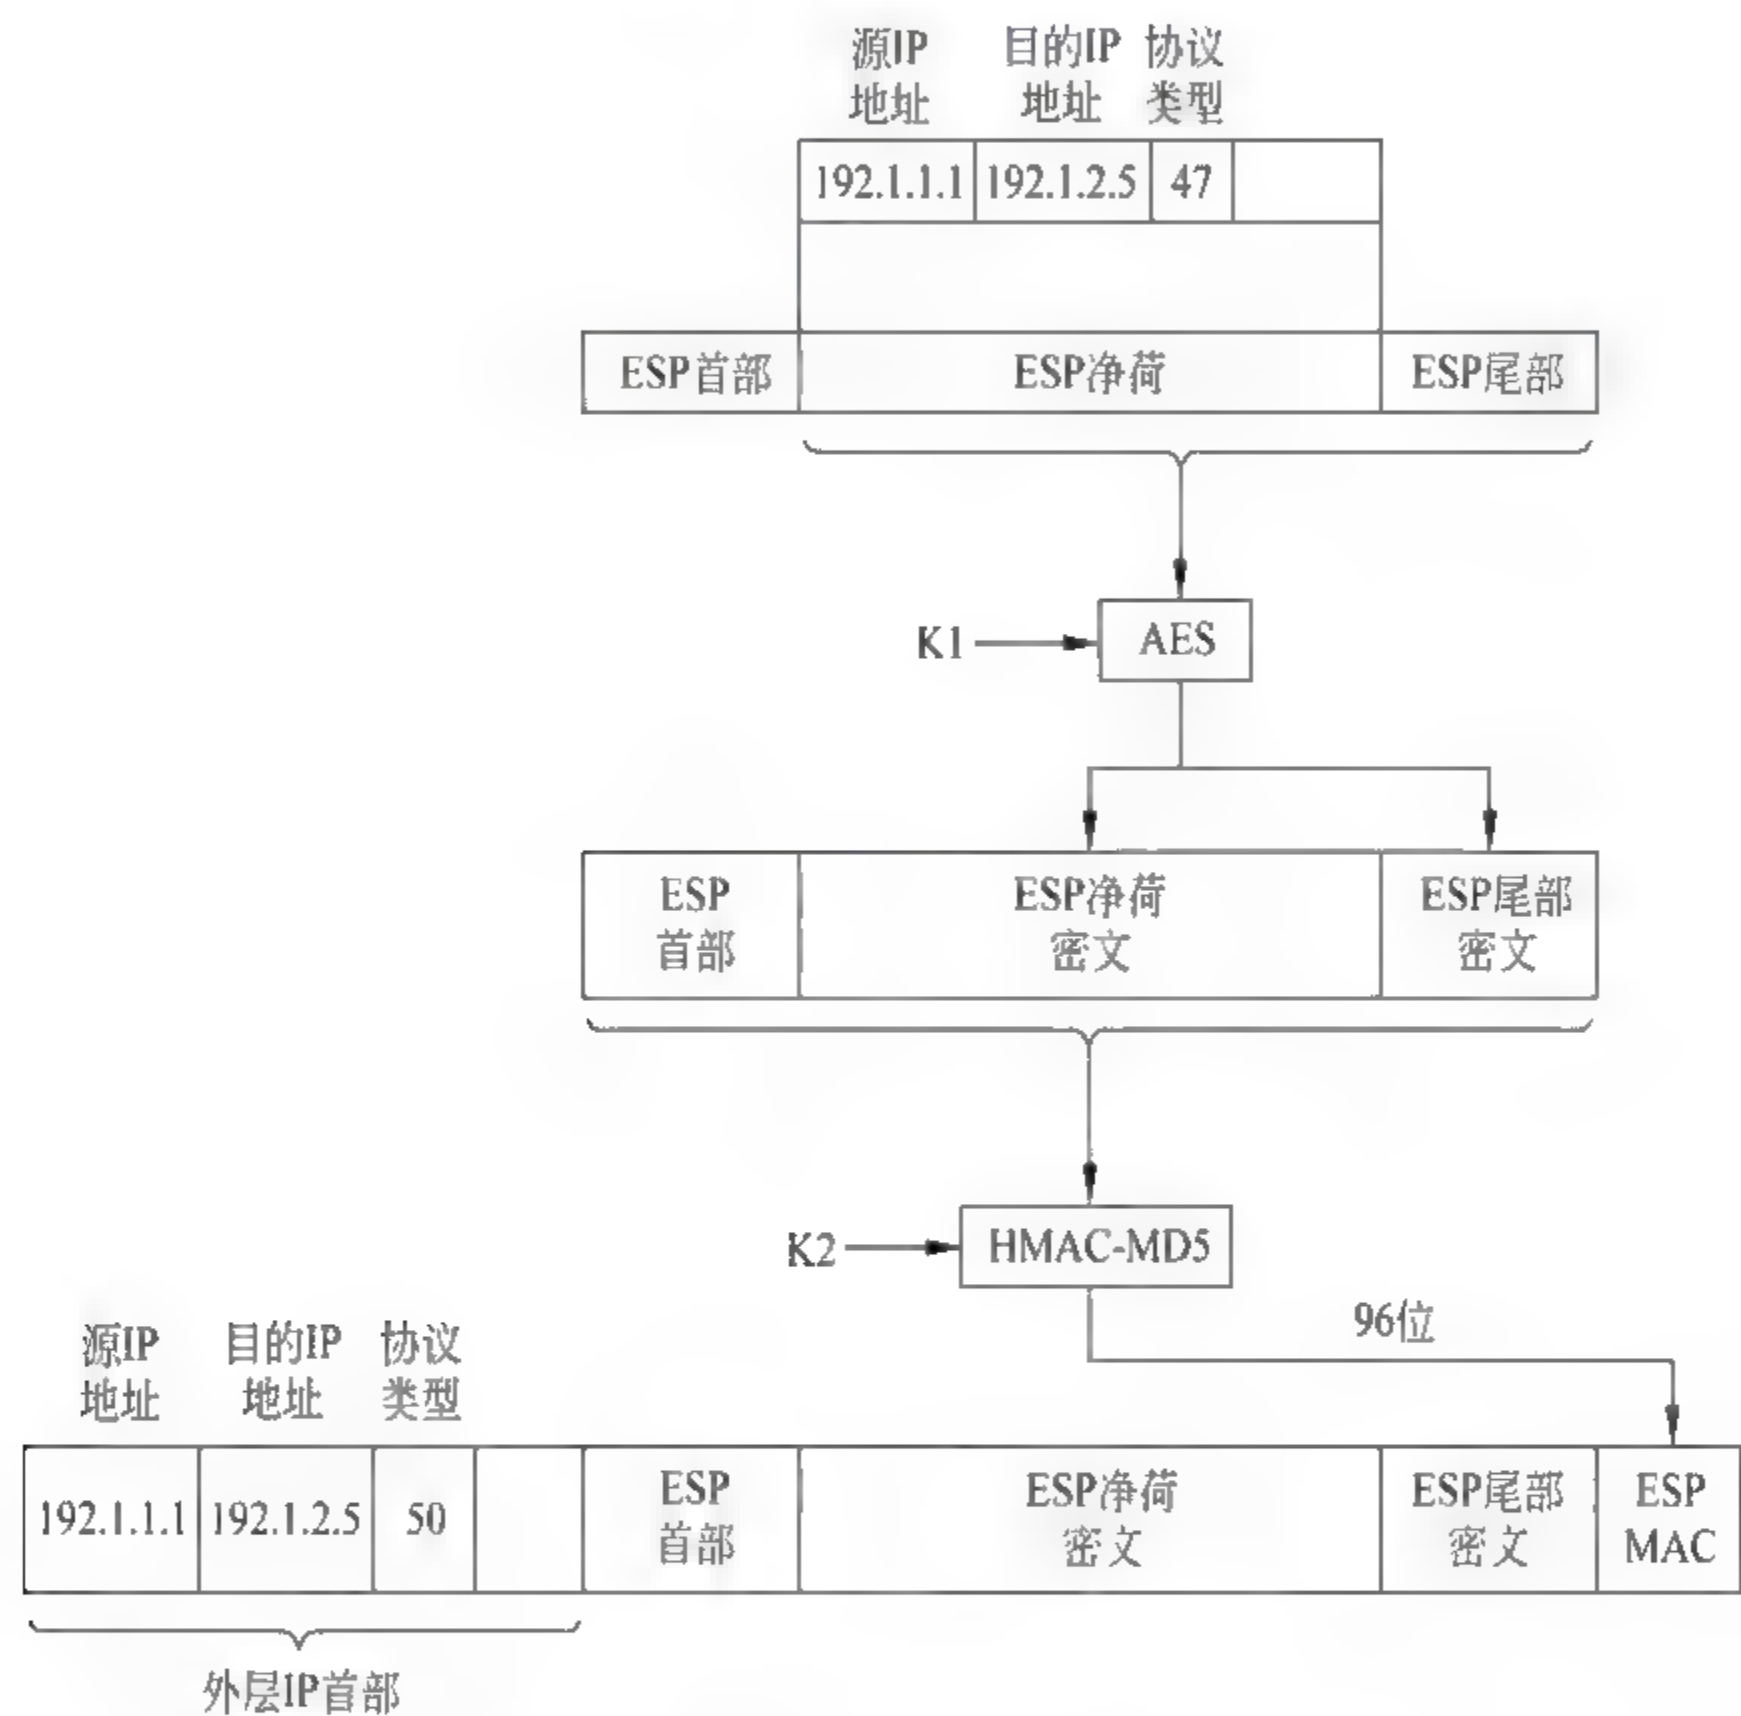 源IP 目的IP 协议
地址 地址 类型
192.1.1.1 192.1.2.5 47
ESP首部 ESP净荷 ESP尾部
K1 AES
ESP ESP净荷 ESP尾部
首部 密文 密文
K2 HMAC-MD5
96位
源IP 目的IP 协议
地址 地址 类型
ESP ESP净荷 ESP尾部 ESP
192.1.1.1 192.1.2.5 50
首部 密文 密文 MAC
外层IP首部